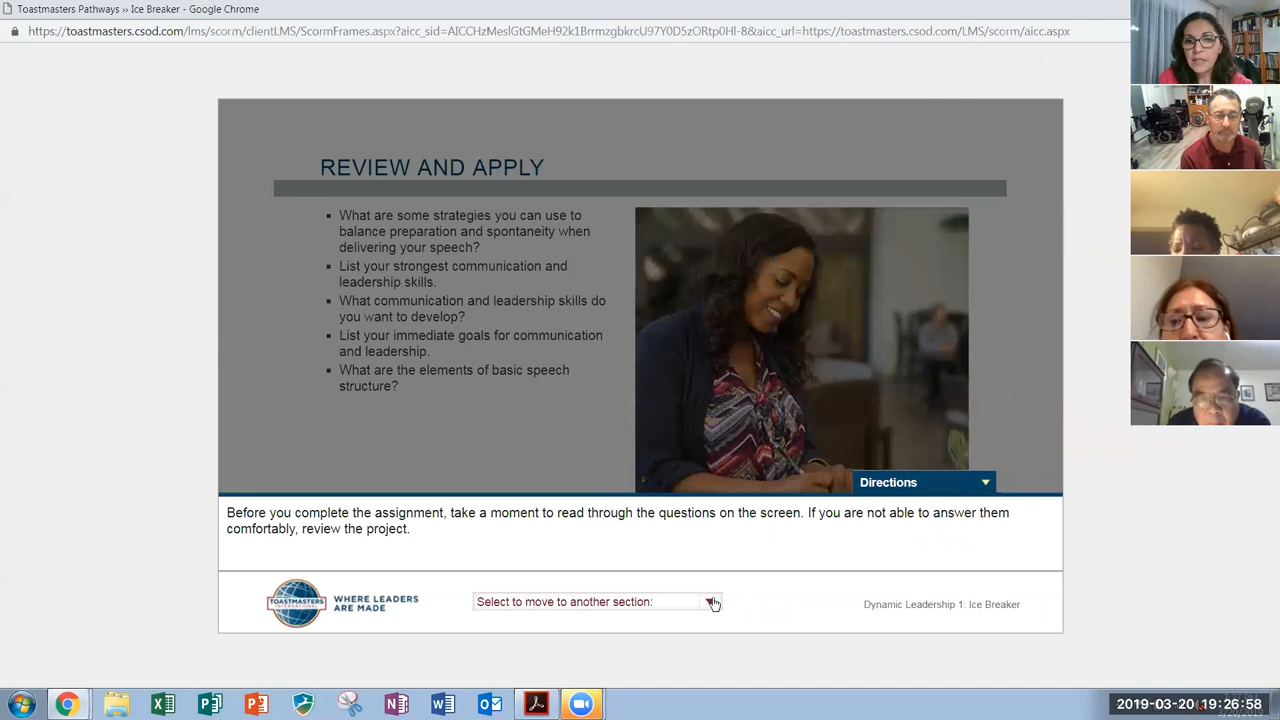 Toastmasters Pathways ›› Ice Breaker - Google Chrome
https://toastmasters.csod.com/lms/scorm/clientLMS/ScormFrames.aspx?aicc_sid=AICCHzMeslGtGMeH92k1BrrmzgbkrcU97Y0D5zORtp0Hl-8&aicc_url=https://toastmasters.csod.com/LMS/scorm/aicc.aspx
REVIEW AND APPLY
▪ What are some strategies you can use to
balance preparation and spontaneity when
delivering your speech?
▪ List your strongest communication and
leadership skills.
▪ What communication and leadership skills do
you want to develop?
▪ List your immediate goals for communication
and leadership.
▪ What are the elements of basic speech
structure?
Directions
Before you complete the assignment, take a moment to read through the questions on the screen. If you are not able to answer them
comfortably, review the project.
TOASTMASTERS
INTERNATIONAL
WHERE LEADERS
ARE MADE
Select to move to another section:
Dynamic Leadership 1: Ice Breaker
2019-03-20 19:26:58